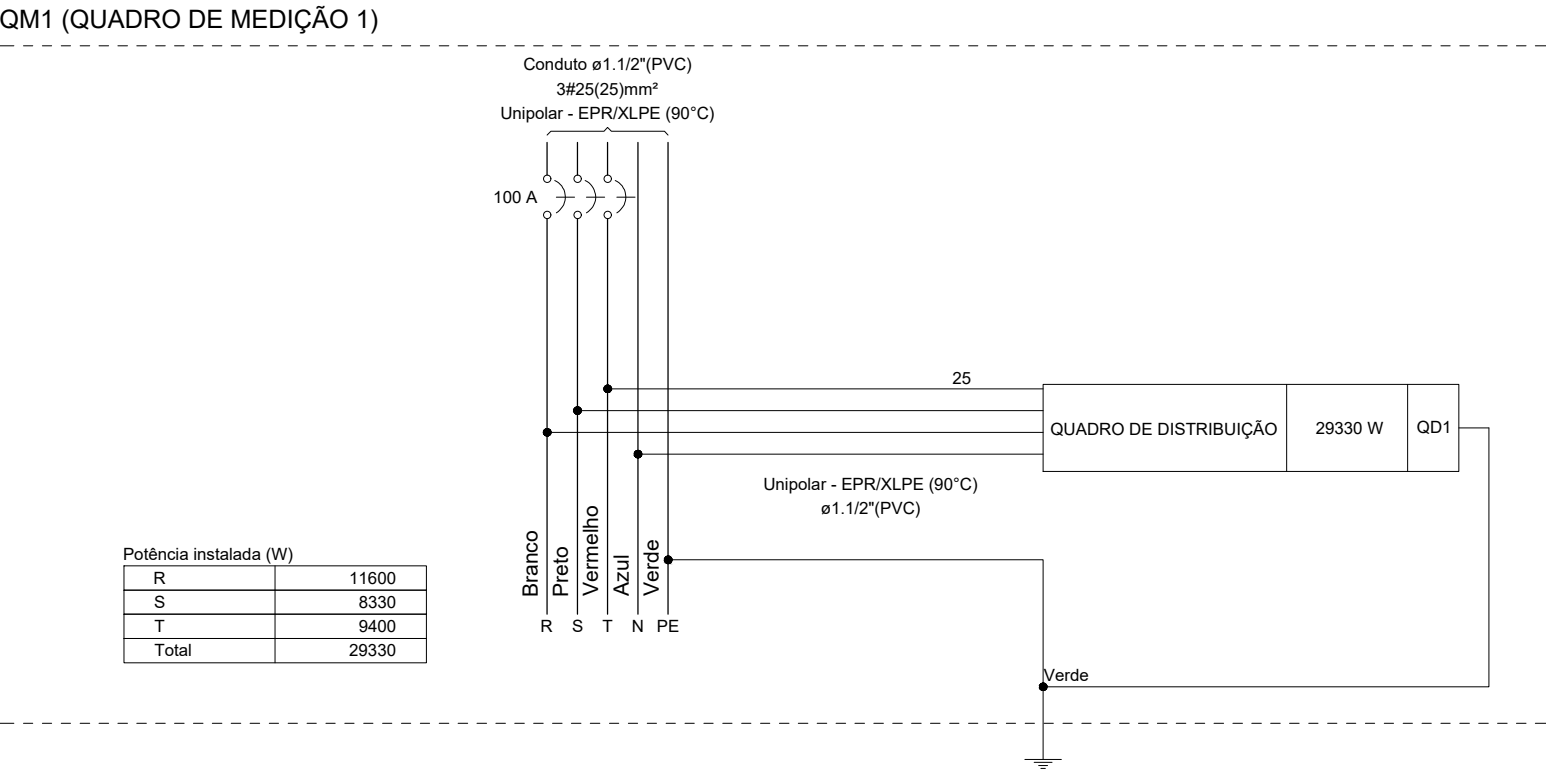 QM1 (QUADRO DE MEDIÇÃO 1)
Conduto ø1.1/2"(PVC)
3#25(25)mm²
Unipolar - EPR/XLPE (90°C)
100 A
25
QUADRO DE DISTRIBUIÇÃO 29330 W QD1
Unipolar - EPR/XLPE (90°C)
ø1.1/2"(PVC)
Branco
Preto
Vermelho
Azul
Verde
R S T N PE
Potência instalada (W)
R 11600
S 8330
T 9400
Total 29330
Verde